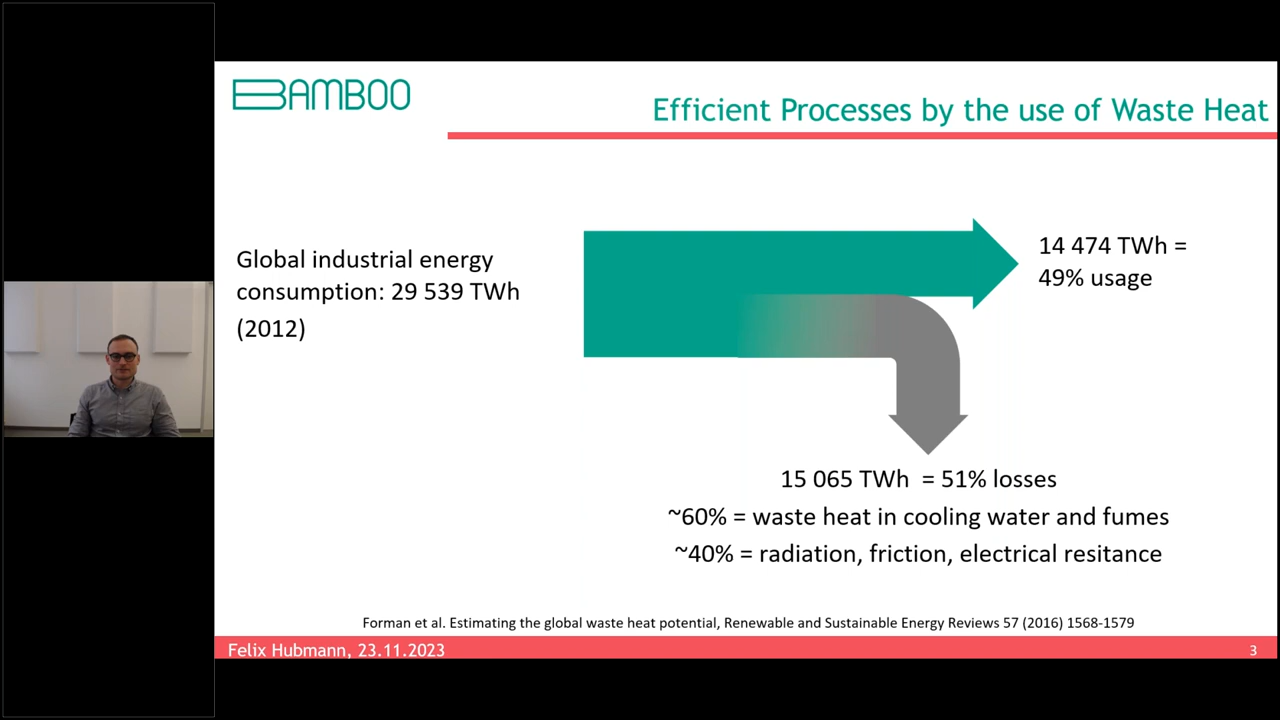 BAMBOO
Efficient Processes by the use of Waste Heat
Global industrial energy
consumption: 29 539 TWh
(2012)
14 474 TWh =
49% usage
15 065 TWh = 51% losses
~60% = waste heat in cooling water and fumes
~40% = radiation, friction, electrical resitance
Forman et al. Estimating the global waste heat potential, Renewable and Sustainable Energy Reviews 57 (2016) 1568-1579
Felix Hubmann, 23.11.2023
3